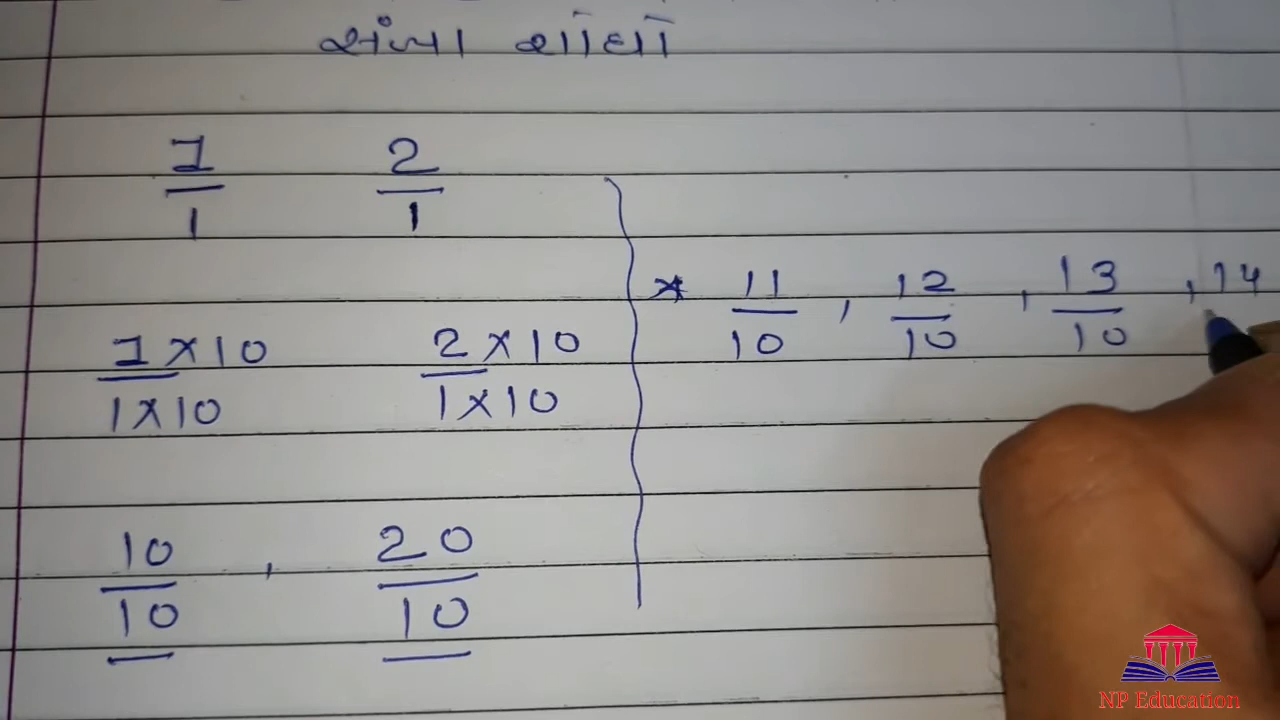 સંખ્યા શોધો
1/1 2/1
1×10/1×10 2×10/1×10
10/10 , 20/10
* 11/10 , 12/10 , 13/10 , 14
NP Education